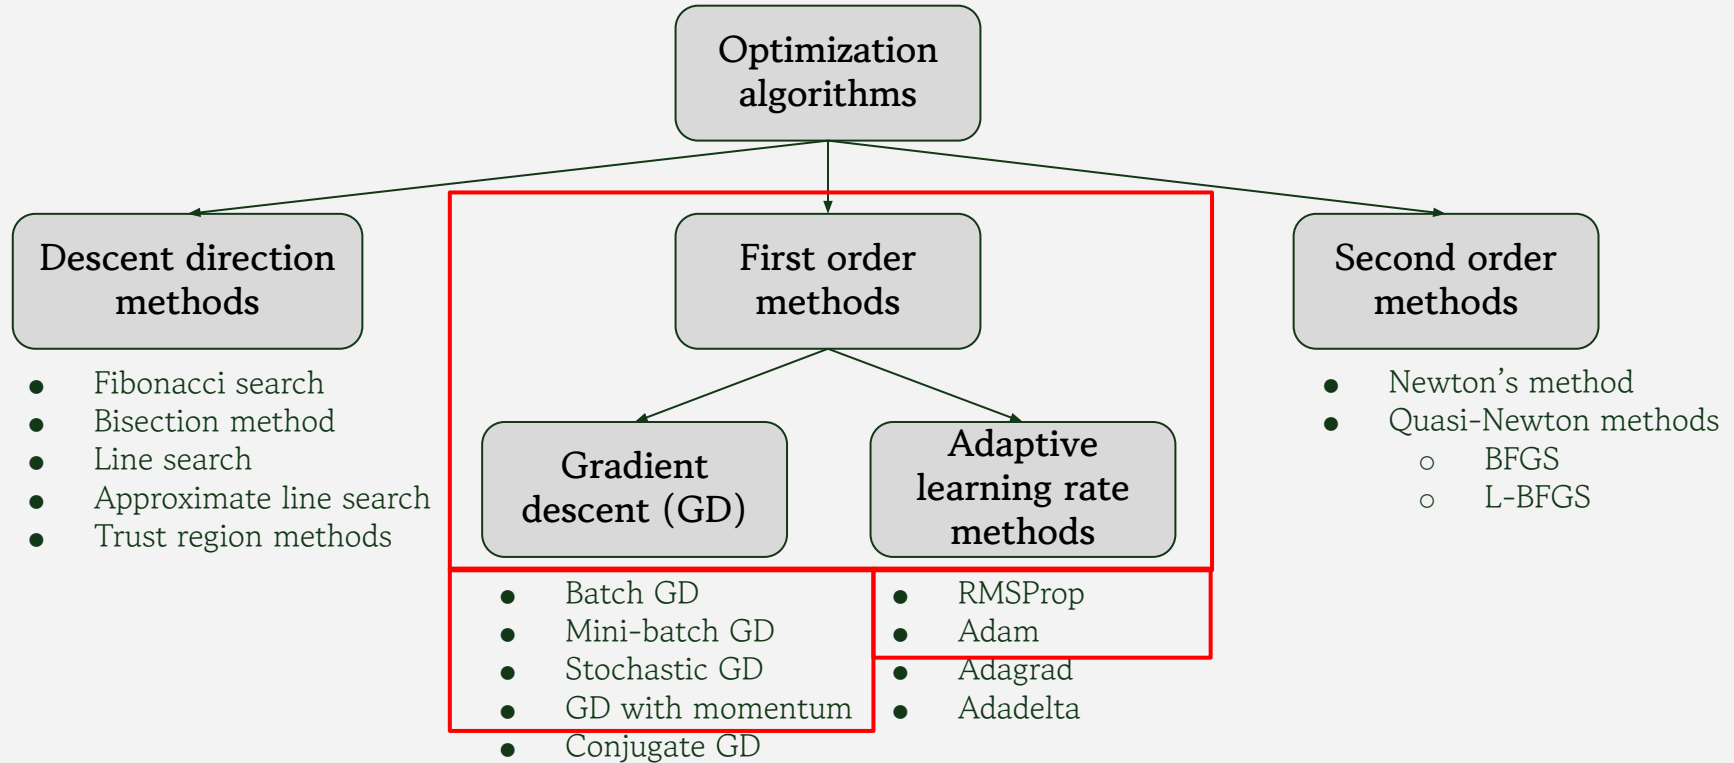 Optimization
algorithms
Descent direction
methods
First order
methods
Second order
methods
● Fibonacci search
● Bisection method
● Line search
● Approximate line search
● Trust region methods
● Newton’s method
● Quasi-Newton methods
○ BFGS
○ L-BFGS
Gradient
descent (GD)
Adaptive
learning rate
methods
● Batch GD
● Mini-batch GD
● Stochastic GD
● GD with momentum
● Conjugate GD
● RMSProp
● Adam
● Adagrad
● Adadelta